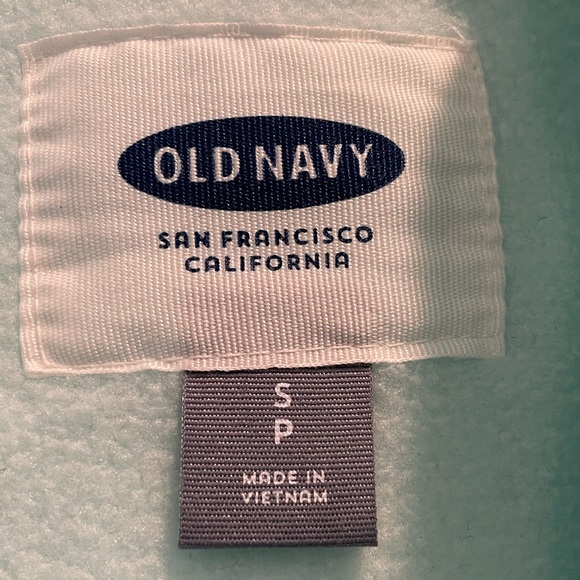 OLD NAVY
SAN FRANCISCO
CALIFORNIA
S
P
MADE IN
VIETNAM